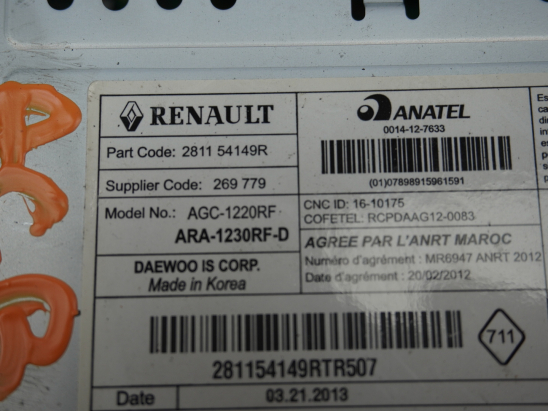 RENAULT
Part Code: 2811 54149R
Supplier Code: 269 779
Model No.: AGC-1220RF
ARA-1230RF-D
DAEWOO IS CORP.
Made in Korea
ANATEL
0014-12-7633
(01)07898915961591
CNC ID: 16-10175
COFETEL: RCPDAAG12-0083
AGREE PAR L'ANRT MAROC
Numéro d'agrément : MR6947 ANRT 2012
Date d'agrément : 20/02/2012
281154149RTR507
711
Date 03.21.2013